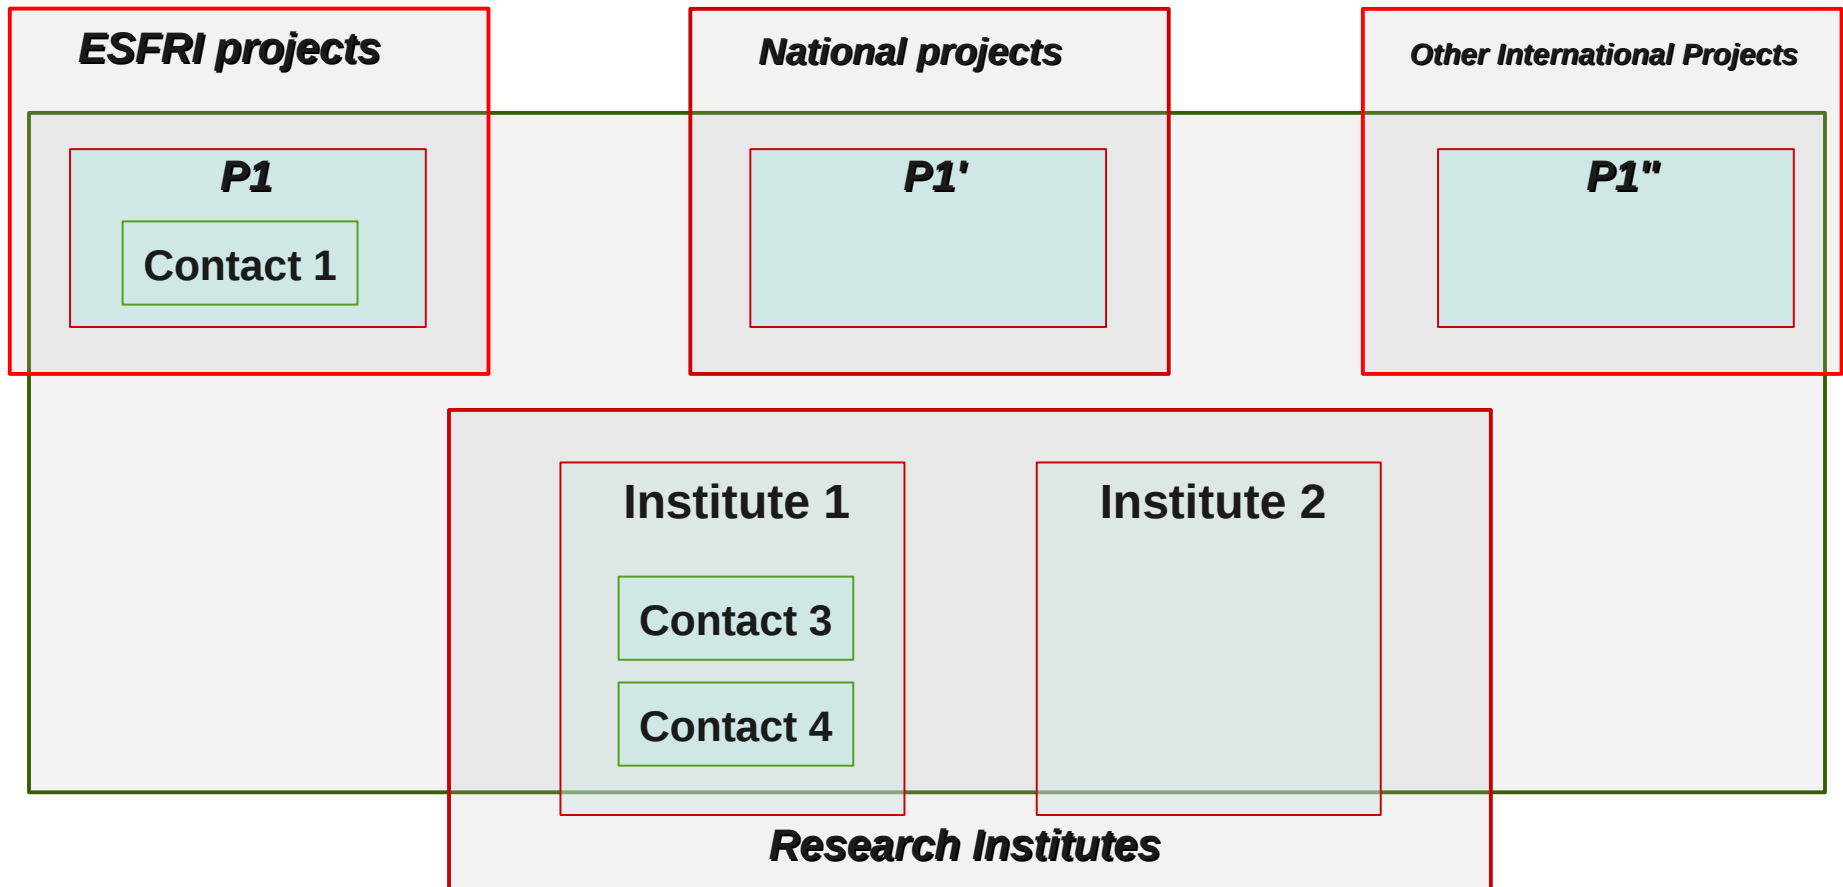 ESFRI projects
National projects
Other International Projects
P1
P1'
P1"
Contact 1
Institute 1
Institute 2
Contact 3
Contact 4
Research Institutes